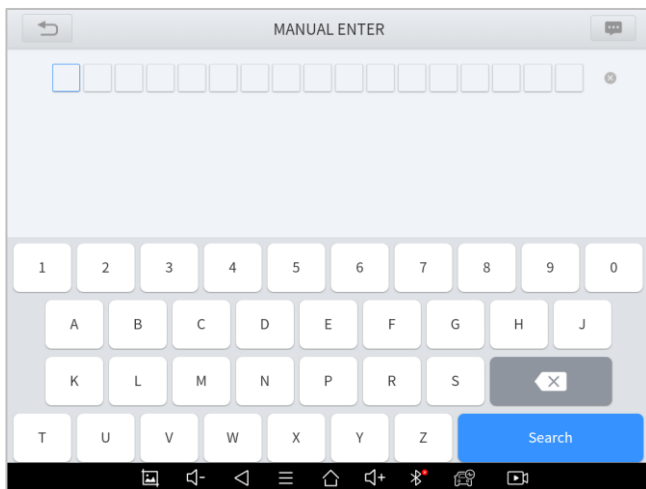 MANUAL ENTER
1 2 3 4 5 6 7 8 9 0
A B C D E F G H J
K L M N P R S
T U V W X Y Z Search